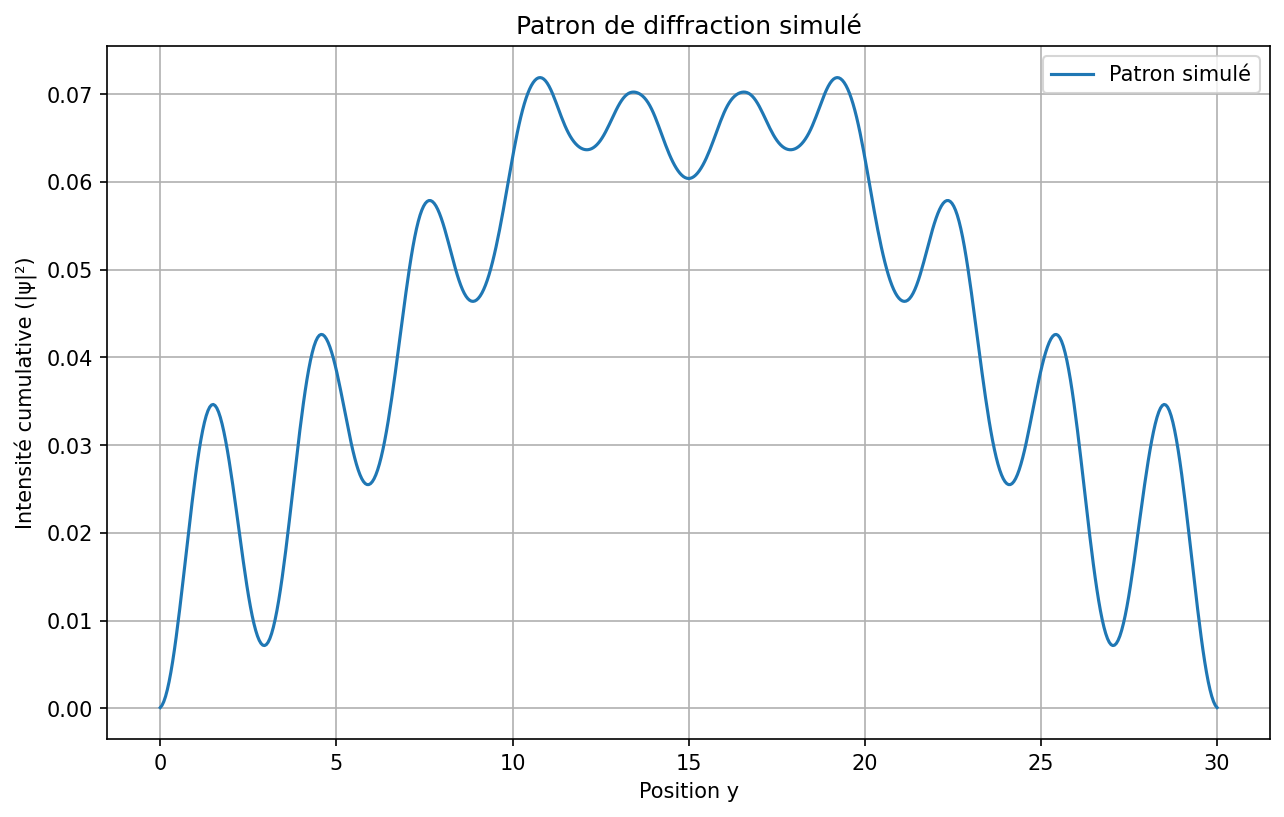 Patron de diffraction simulé
Patron simulé
Intensité cumulative (|ψ|²)
0.07
0.06
0.05
0.04
0.03
0.02
0.01
0.00
0 5 10 15 20 25 30
Position y